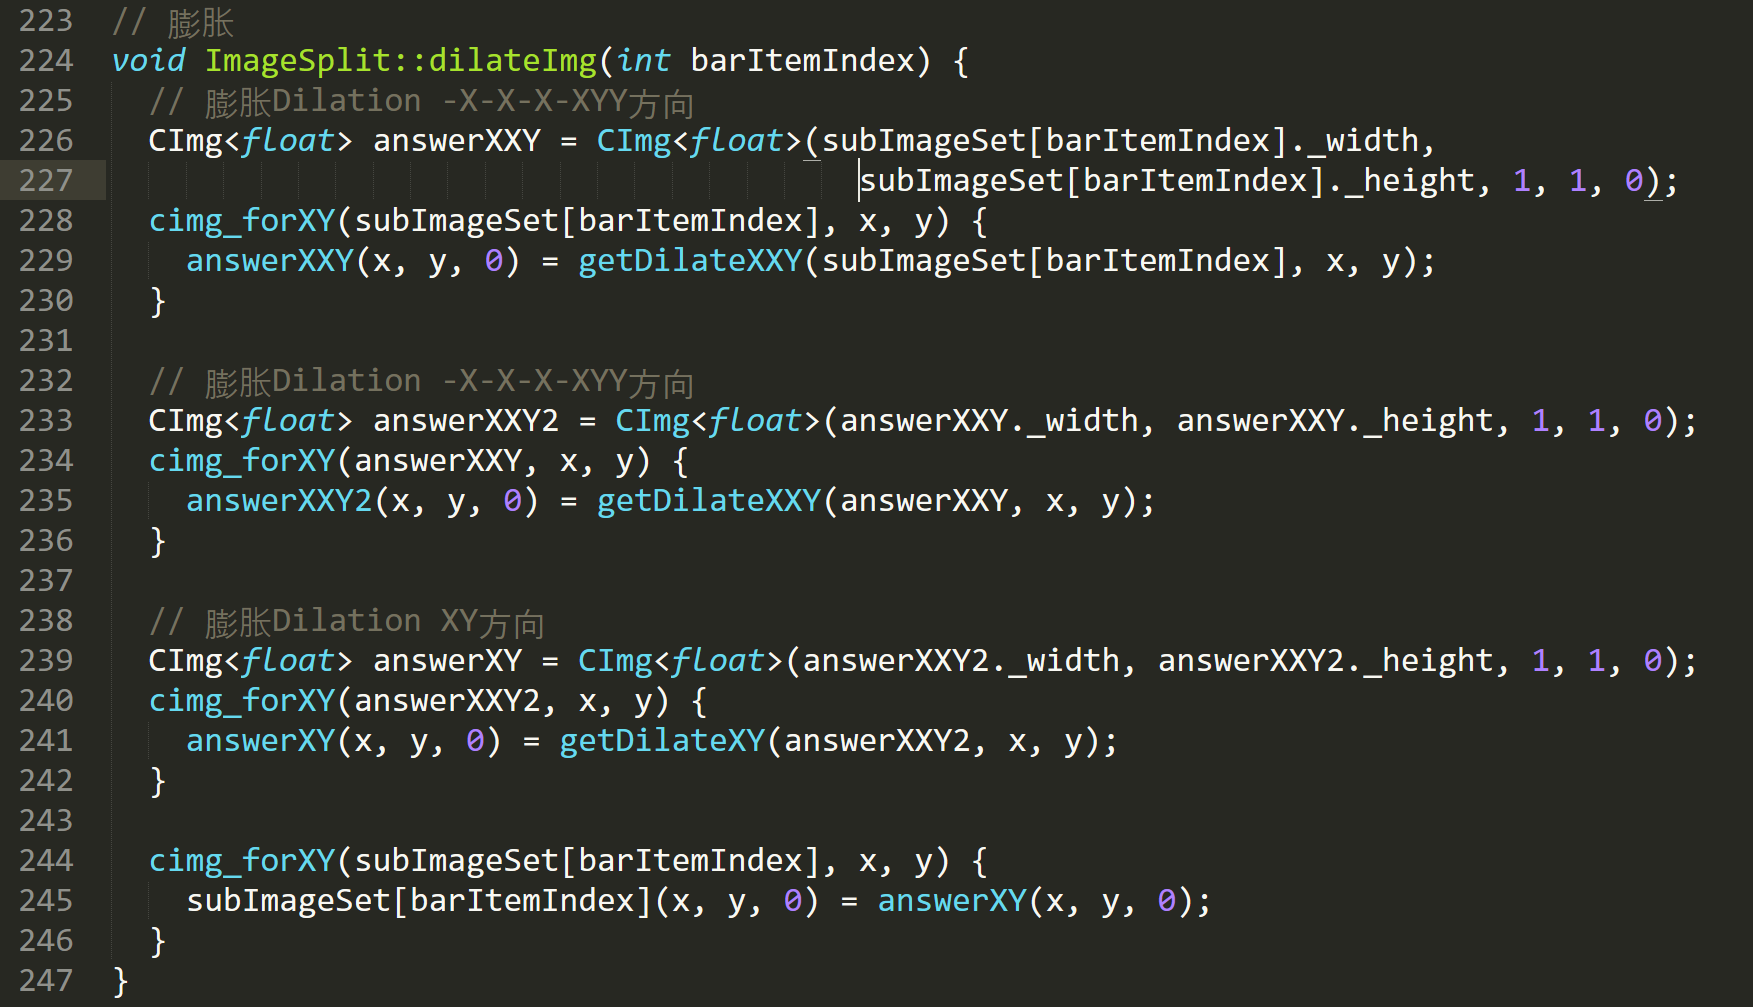 223 // 膨胀
224 void ImageSplit::dilateImg(int barItemIndex) {
225   // 膨胀Dilation -X-X-X-XYY方向
226   CImg<float> answerXXY = CImg<float>(subImageSet[barItemIndex]._width,
227                                         subImageSet[barItemIndex]._height, 1, 1, 0);
228   cimg_forXY(subImageSet[barItemIndex], x, y) {
229     answerXXY(x, y, 0) = getDilateXXY(subImageSet[barItemIndex], x, y);
230   }
231
232   // 膨胀Dilation -X-X-X-XYY方向
233   CImg<float> answerXXY2 = CImg<float>(answerXXY._width, answerXXY._height, 1, 1, 0);
234   cimg_forXY(answerXXY, x, y) {
235     answerXXY2(x, y, 0) = getDilateXXY(answerXXY, x, y);
236   }
237
238   // 膨胀Dilation XY方向
239   CImg<float> answerXY = CImg<float>(answerXXY2._width, answerXXY2._height, 1, 1, 0);
240   cimg_forXY(answerXXY2, x, y) {
241     answerXY(x, y, 0) = getDilateXY(answerXXY2, x, y);
242   }
243
244   cimg_forXY(subImageSet[barItemIndex], x, y) {
245     subImageSet[barItemIndex](x, y, 0) = answerXY(x, y, 0);
246   }
247 }